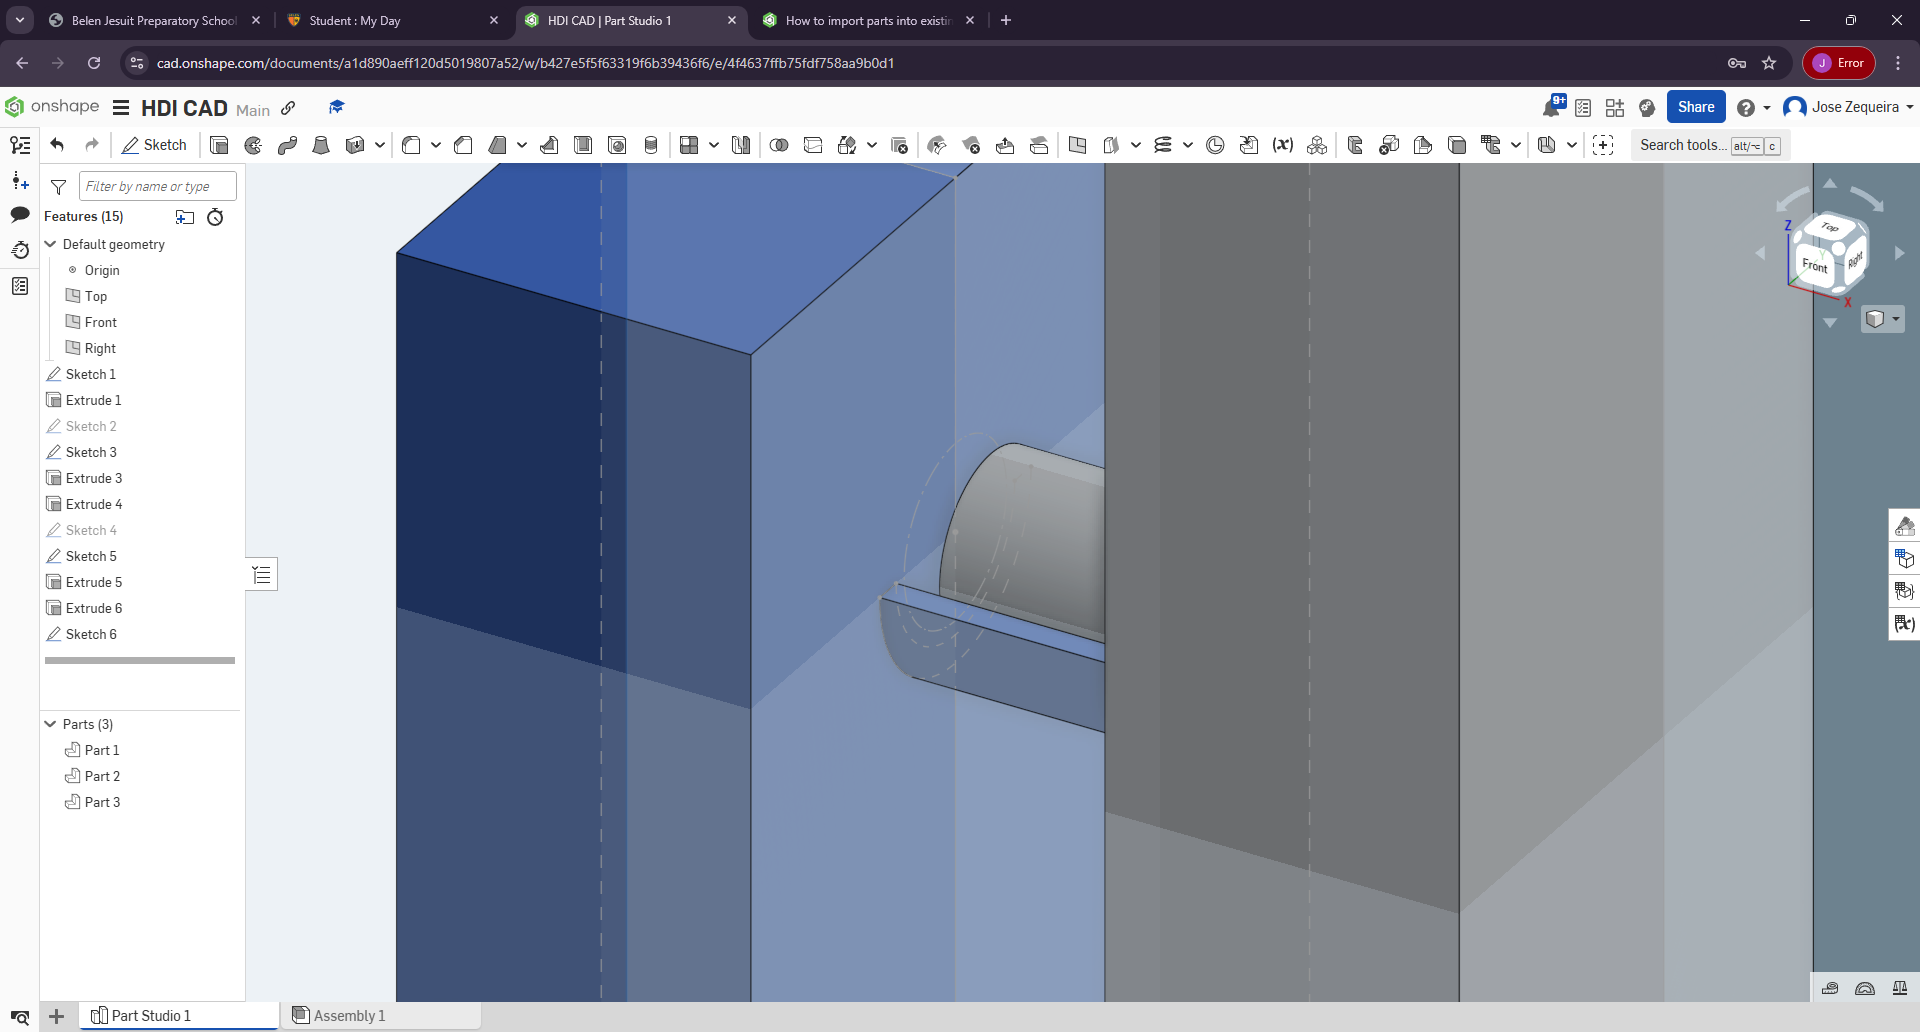 Belen Jesuit Preparatory School
Student : My Day
HDI CAD | Part Studio 1
How to import parts into existin
cad.onshape.com/documents/a1d890aeff120d5019807a52/w/b427e5f5f63319f6b39436f6/e/4f4637ffb75fdf758aa9b0d1
J Error
onshape HDI CAD Main
9+
Share
Jose Zequeira
Sketch
(x)
Search tools... alt/⌥ c
Filter by name or type
Features (15)
Default geometry
Origin
Top
Front
Right
Sketch 1
Extrude 1
Sketch 2
Sketch 3
Extrude 3
Extrude 4
Sketch 4
Sketch 5
Extrude 5
Extrude 6
Sketch 6
Parts (3)
Part 1
Part 2
Part 3
Z
Top
Y
Front
Right
X
(x)
Part Studio 1
Assembly 1